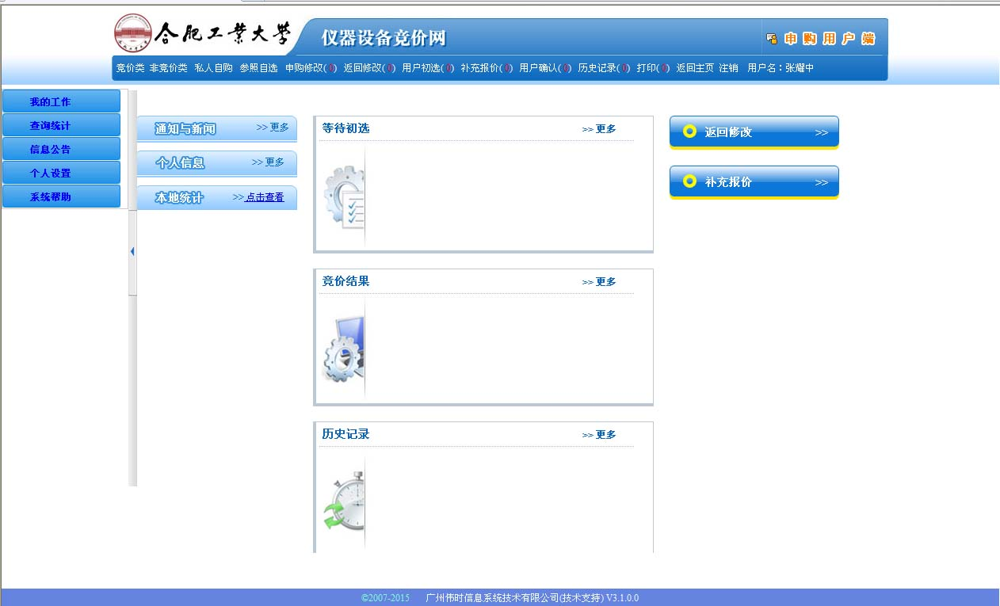 合肥工业大学 仪器设备竞价网 申购用户端
竞价类 非竞价类 私人自购 参照自选 申购修改(0) 返回修改(0) 用户初选(0) 补充报价(0) 用户确认(0) 历史记录(0) 打印(0) 返回主页 注销 用户名：张耀中
我的工作
查询统计
信息公告
个人设置
系统帮助
通知与新闻 >> 更多
个人信息 >> 更多
本地统计 >> 点击查看
等待初选 >> 更多
竞价结果 >> 更多
历史记录 >> 更多
返回修改 >>
补充报价 >>
©2007-2015 广州伟时信息系统技术有限公司(技术支持) V3.1.0.0